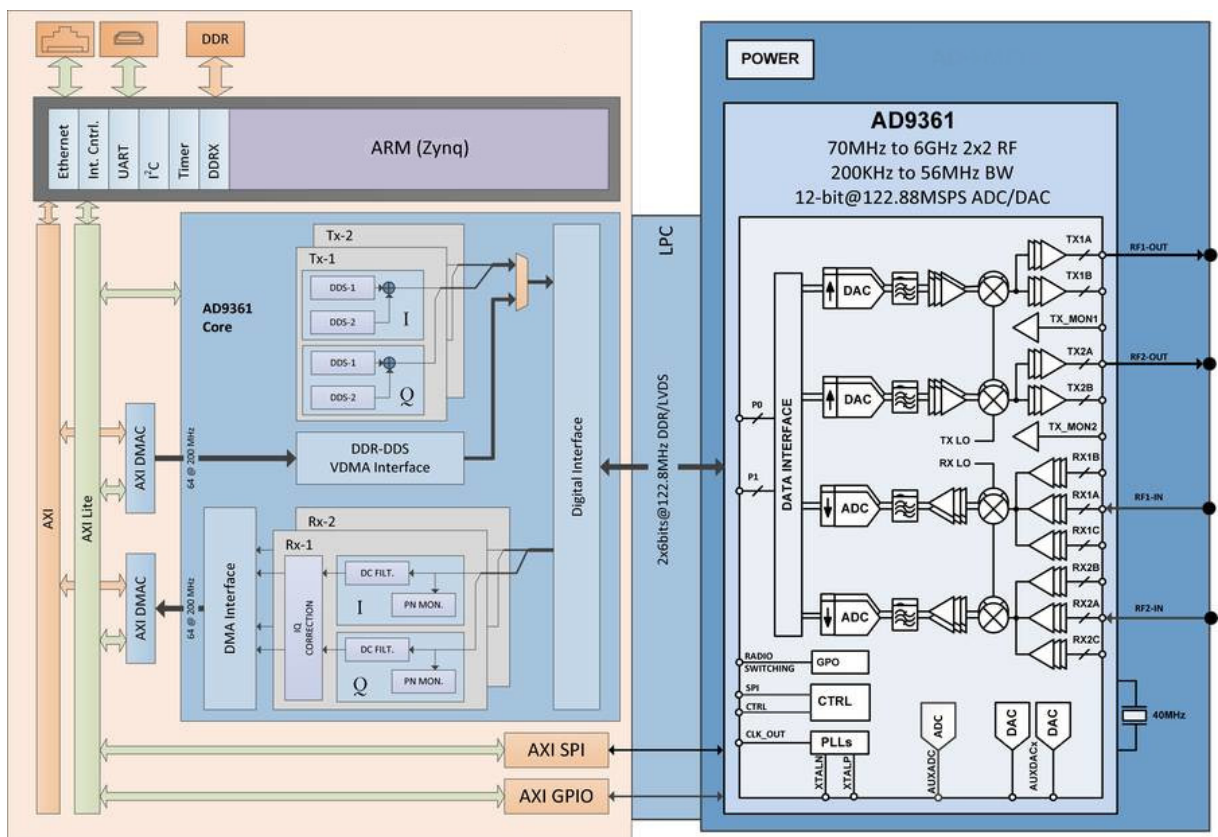 DDR
Ethernet
Int. Cntrl.
UART
I²C
Timer
DDRX
ARM (Zynq)
AXI
AXI Lite
AD9361
Core
Tx-2
Tx-1
DDS-1
DDS-2
I
DDS-1
DDS-2
Q
AXI DMAC
64 @ 200 MHz
DDR-DDS
VDMA Interface
Digital Interface
AXI DMAC
64 @ 200 MHz
DMA Interface
Rx-2
Rx-1
IQ
CORRECTION
DC FILT.
I
PN MON.
DC FILT.
Q
PN MON.
AXI SPI
AXI GPIO
LPC
2x6bits@122.8MHz DDR/LVDS
POWER
AD9361
70MHz to 6GHz 2x2 RF
200KHz to 56MHz BW
12-bit@122.88MSPS ADC/DAC
P0
P1
DATA INTERFACE
DAC
TX1A
RF1-OUT
TX1B
TX_MON1
DAC
TX2A
RF2-OUT
TX2B
TX_MON2
TX LO
RX LO
ADC
RX1B
RX1A
RF1-IN
RX1C
ADC
RX2B
RX2A
RF2-IN
RX2C
RADIO
SWITCHING
GPO
SPI
CTRL
CTRL
CLK_OUT
PLLs
XTALN
XTALP
ADC
AUXADC
DAC
DAC
AUXDACx
40MHz